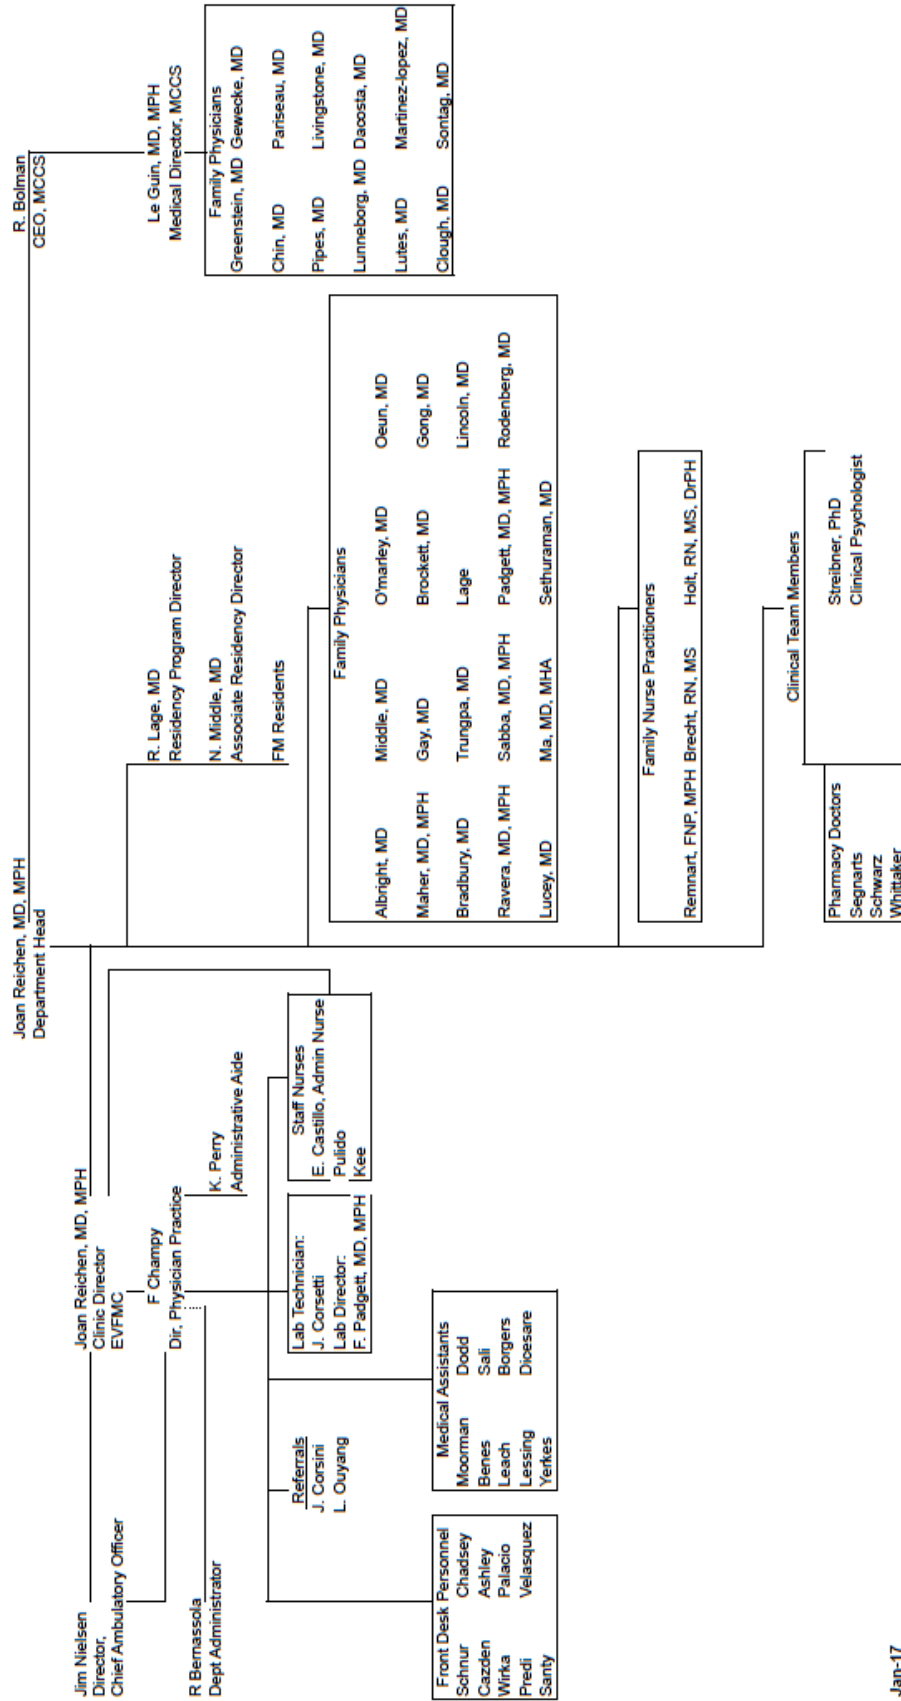 Joan Reichen, MD, MPH
Department Head
R. Bolman
CEO, MCCS
Jim Nielsen
Director,
Chief Ambulatory Officer
Joan Reichen, MD, MPH
Clinic Director
EVFMC
F Champy
Dir, Physician Practice
R Bernassola
Dept Administrator
K. Perry
Administrative Aide
R. Lage, MD
Residency Program Director
N. Middle, MD
Associate Residency Director
FM Residents
Le Guin, MD, MPH
Medical Director, MCCS
Family Physicians
Greenstein, MD Gewecke, MD
Chin, MD Pariseau, MD
Pipes, MD Livingstone, MD
Lunneborg, MD Dacosta, MD
Lutes, MD Martinez-lopez, MD
Clough, MD Sontag, MD
Referrals
J. Corsini
L. Ouyang
Lab Technician:
J. Corsetti
Lab Director:
F. Padgett, MD, MPH
Staff Nurses
E. Castillo, Admin Nurse
Pulido
Kee
Family Physicians
Albright, MD Middle, MD O'marley, MD Oeun, MD
Maher, MD, MPH Gay, MD Brockett, MD Gong, MD
Bradbury, MD Trungpa, MD Lage Lincoln, MD
Ravera, MD, MPH Sabba, MD, MPH Padgett, MD, MPH Rodenberg, MD
Lucey, MD Ma, MD, MHA Sethuraman, MD
Front Desk Personnel
Schnur Chadsey
Cazden Ashley
Wirka Palacio
Predi Velasquez
Santy
Medical Assistants
Moorman Dodd
Benes Sali
Leach Borgers
Lessing Dicesare
Yerkes
Family Nurse Practitioners
Remnart, FNP, MPH Brecht, RN, MS Holt, RN, MS, DrPH
Clinical Team Members
Pharmacy Doctors
Segnarts
Schwarz
Whittaker
Streibner, PhD
Clinical Psychologist
Jan-17